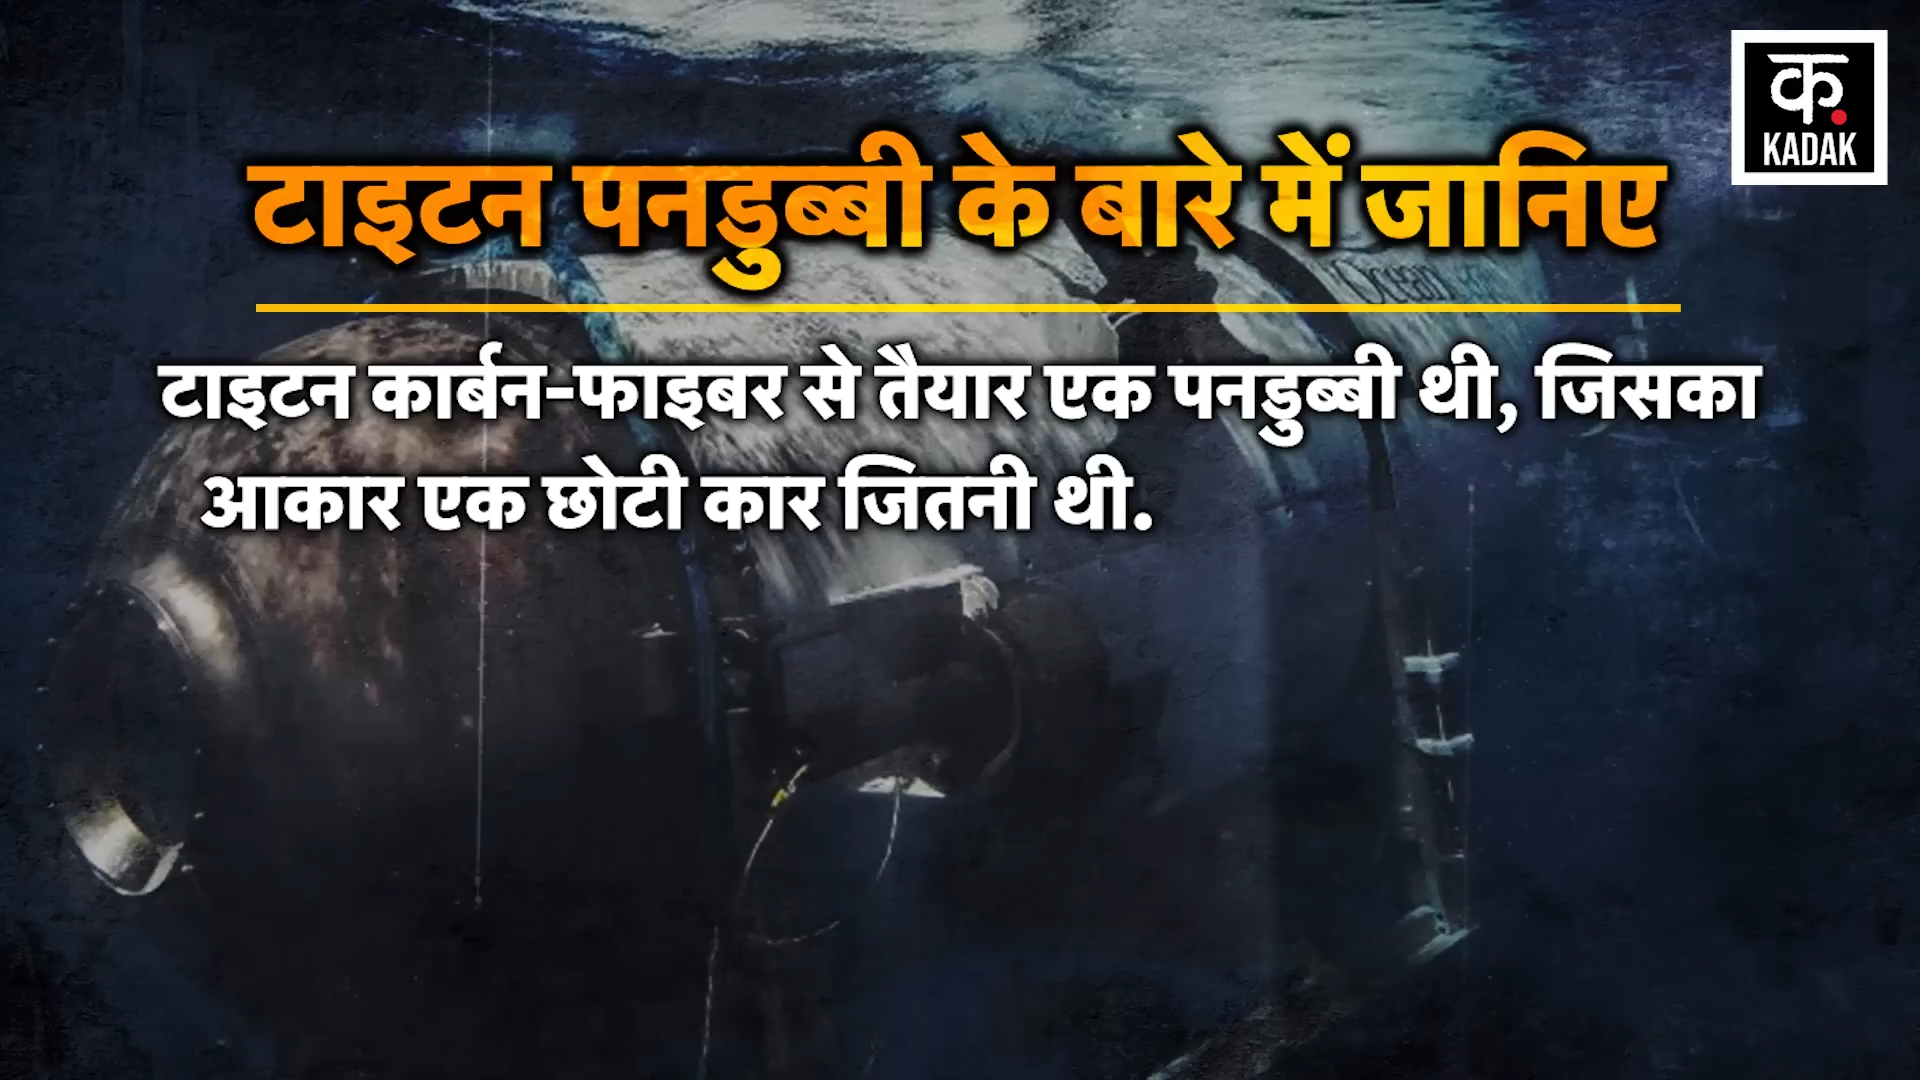 क
KADAK
टाइटन पनडुब्बी के बारे में जानिए
टाइटन कार्बन-फाइबर से तैयार एक पनडुब्बी थी, जिसका
आकार एक छोटी कार जितनी थी.